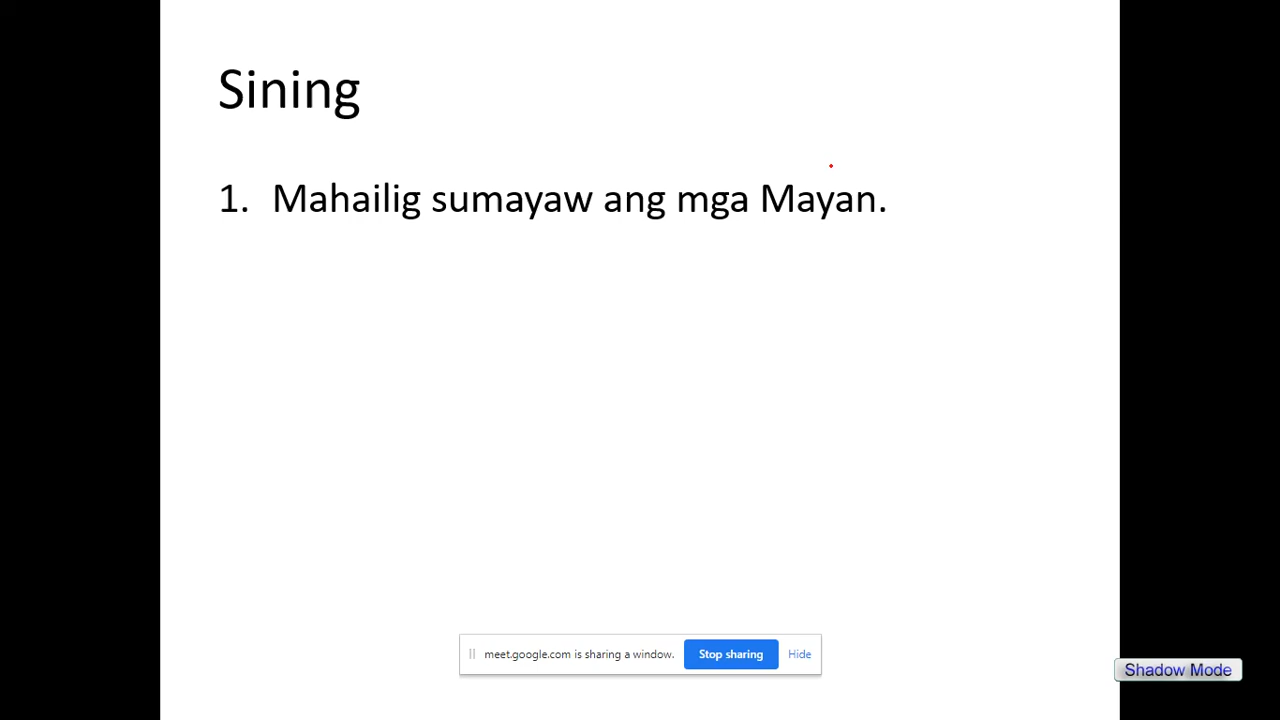 Sining
1. Mahailig sumayaw ang mga Mayan.
meet.google.com is sharing a window. Stop sharing Hide
Shadow Mode